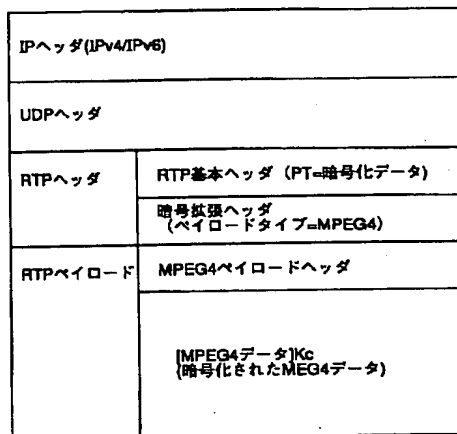 IPヘッダ(IPv4/IPv6)
UDPヘッダ
RTPヘッダ
RTP基本ヘッダ (PT=暗号化データ)
暗号拡張ヘッダ
(ペイロードタイプ=MPEG4)
RTPペイロード
MPEG4ペイロードヘッダ
[MPEG4データ]Kc
(暗号化されたMEG4データ)